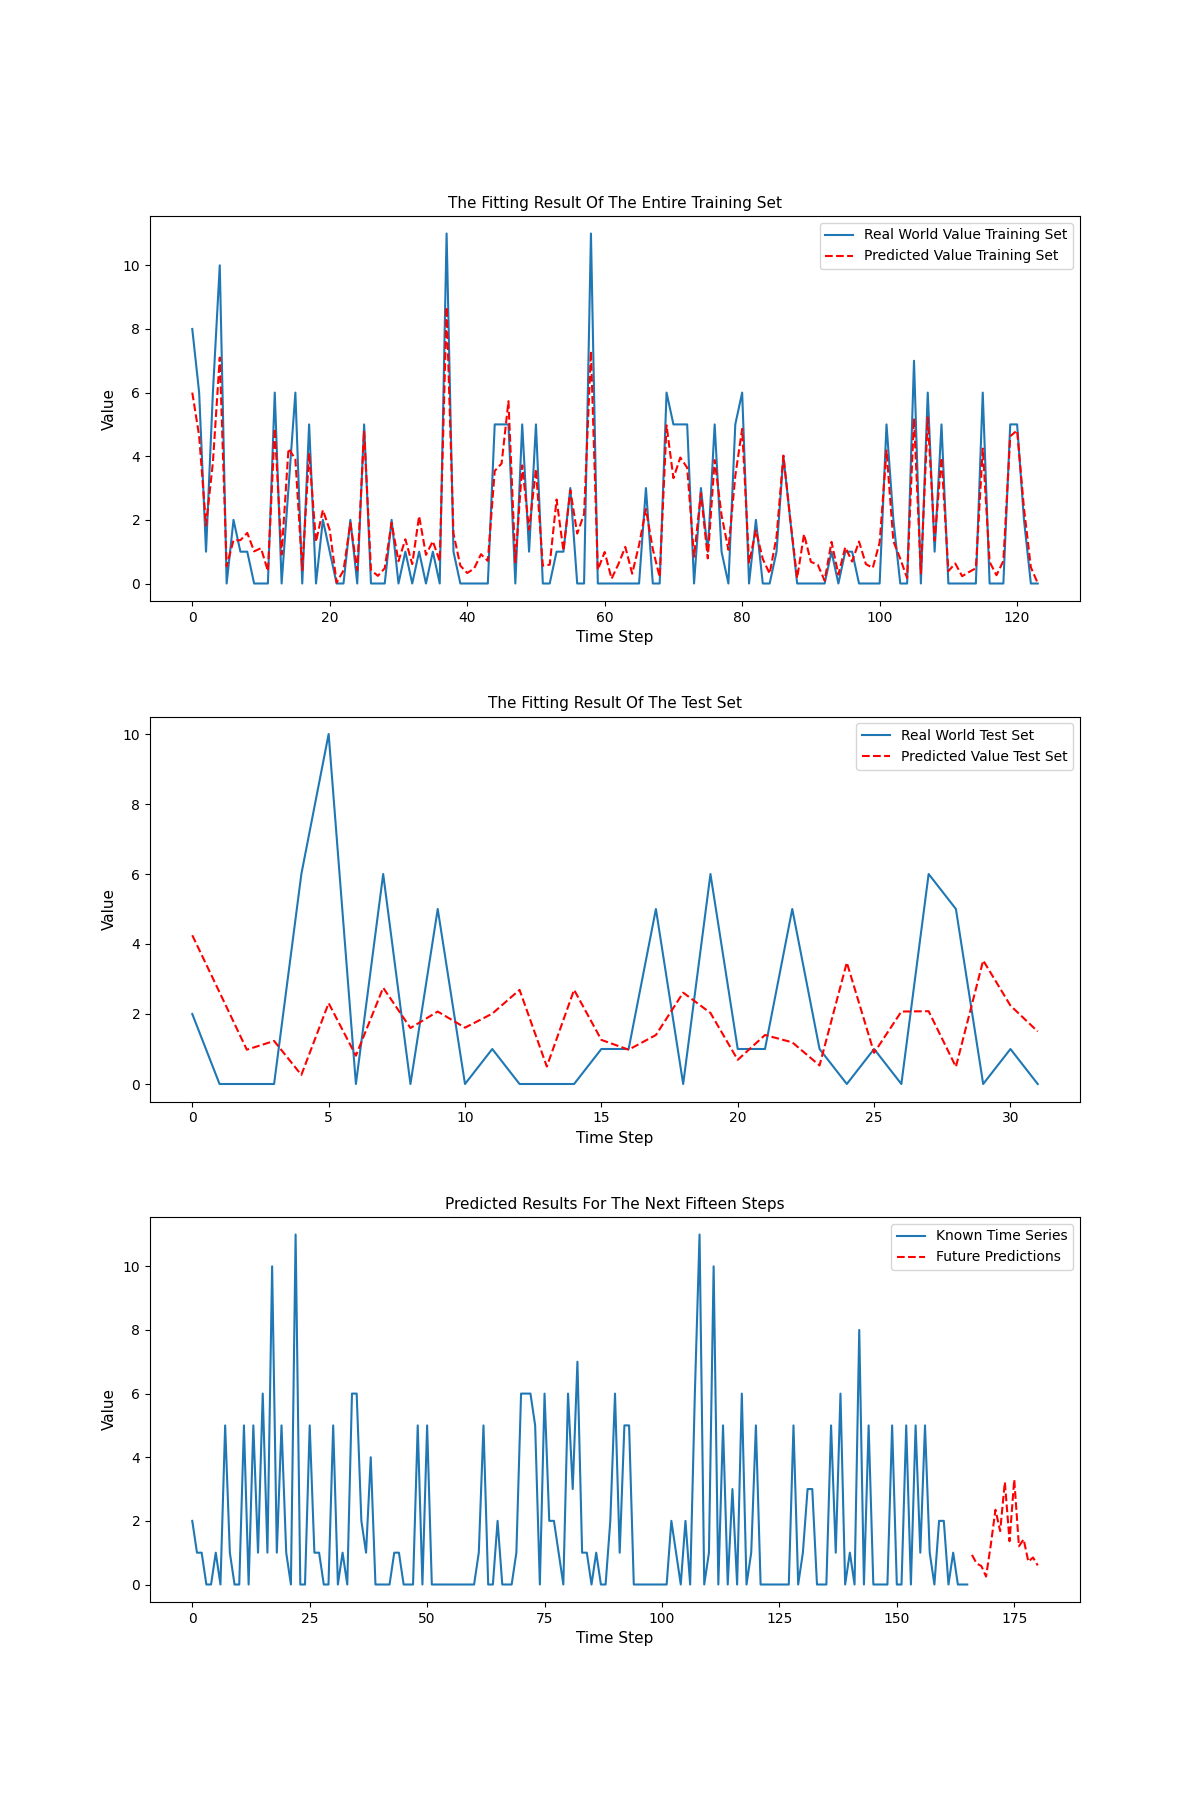 The Fitting Result Of The Entire Training Set
Real World Value Training Set
Predicted Value Training Set
10
8
6
4
2
0
Value
0 20 40 60 80 100 120
Time Step
The Fitting Result Of The Test Set
Real World Test Set
Predicted Value Test Set
10
8
6
4
2
0
Value
0 5 10 15 20 25 30
Time Step
Predicted Results For The Next Fifteen Steps
Known Time Series
Future Predictions
10
8
6
4
2
0
Value
0 25 50 75 100 125 150 175
Time Step